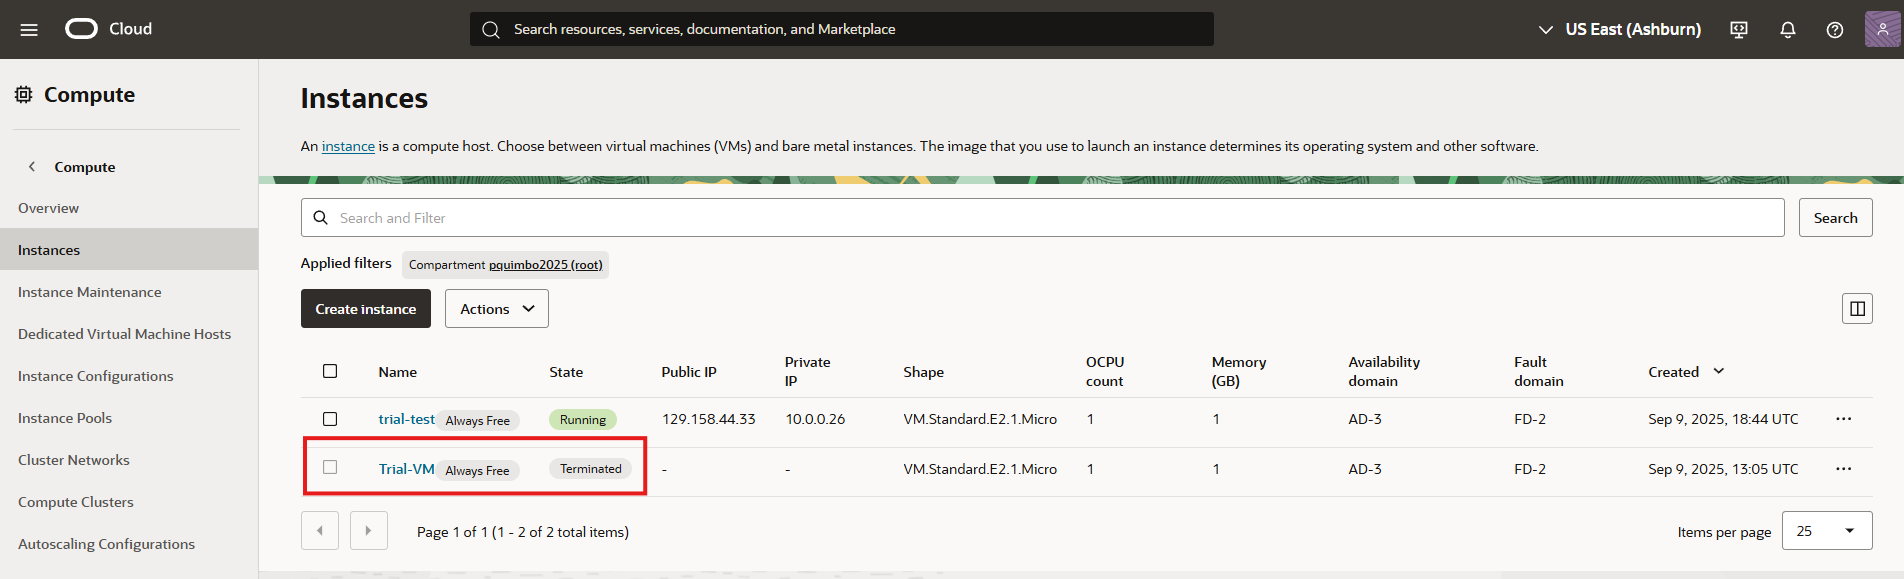 Cloud
Search resources, services, documentation, and Marketplace
US East (Ashburn)
Compute
Compute
Overview
Instances
Instance Maintenance
Dedicated Virtual Machine Hosts
Instance Configurations
Instance Pools
Cluster Networks
Compute Clusters
Autoscaling Configurations
Instances
An instance is a compute host. Choose between virtual machines (VMs) and bare metal instances. The image that you use to launch an instance determines its operating system and other software.
Search and Filter
Search
Applied filters Compartment pquimbo2025 (root)
Create instance Actions
Name State Public IP Private IP Shape OCPU count Memory (GB) Availability domain Fault domain Created
trial-test Always Free Running 129.158.44.33 10.0.0.26 VM.Standard.E2.1.Micro 1 1 AD-3 FD-2 Sep 9, 2025, 18:44 UTC
Trial-VM Always Free Terminated - - VM.Standard.E2.1.Micro 1 1 AD-3 FD-2 Sep 9, 2025, 13:05 UTC
Page 1 of 1 (1 - 2 of 2 total items)
Items per page 25